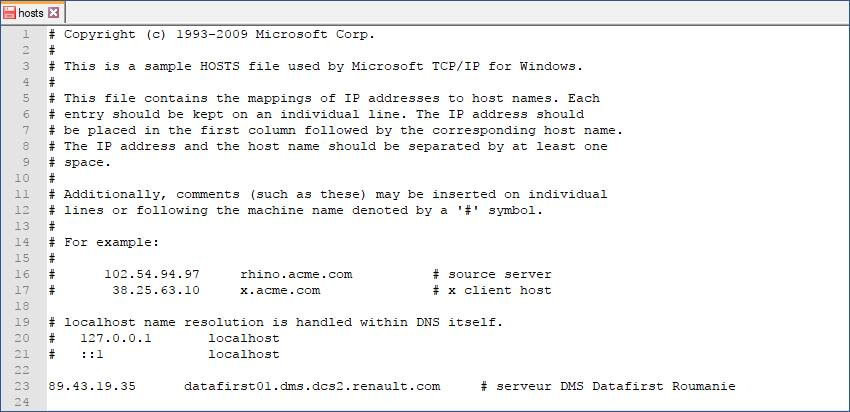 hosts
1 # Copyright (c) 1993-2009 Microsoft Corp.
2 #
3 # This is a sample HOSTS file used by Microsoft TCP/IP for Windows.
4 #
5 # This file contains the mappings of IP addresses to host names. Each
6 # entry should be kept on an individual line. The IP address should
7 # be placed in the first column followed by the corresponding host name.
8 # The IP address and the host name should be separated by at least one
9 # space.
10 #
11 # Additionally, comments (such as these) may be inserted on individual
12 # lines or following the machine name denoted by a '#' symbol.
13 #
14 # For example:
15 #
16 #      102.54.94.97     rhino.acme.com          # source server
17 #       38.25.63.10     x.acme.com              # x client host
18
19 # localhost name resolution is handled within DNS itself.
20 #   127.0.0.1       localhost
21 #   ::1             localhost
22
23 89.43.19.35      datafirst01.dms.dcs2.renault.com     # serveur DMS Datafirst Roumanie
24